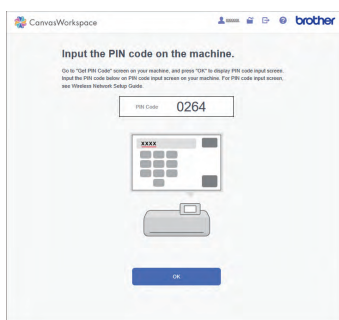 CanvasWorkspace
brother
Input the PIN code on the machine.
Go to "Get PIN Code" screen on your machine, and press "OK" to display PIN code input screen.
Input the PIN code below on PIN code input screen on your machine. For PIN code input screen,
see Wireless Network Setup Guide.
PIN Code 0264
XXXX
OK